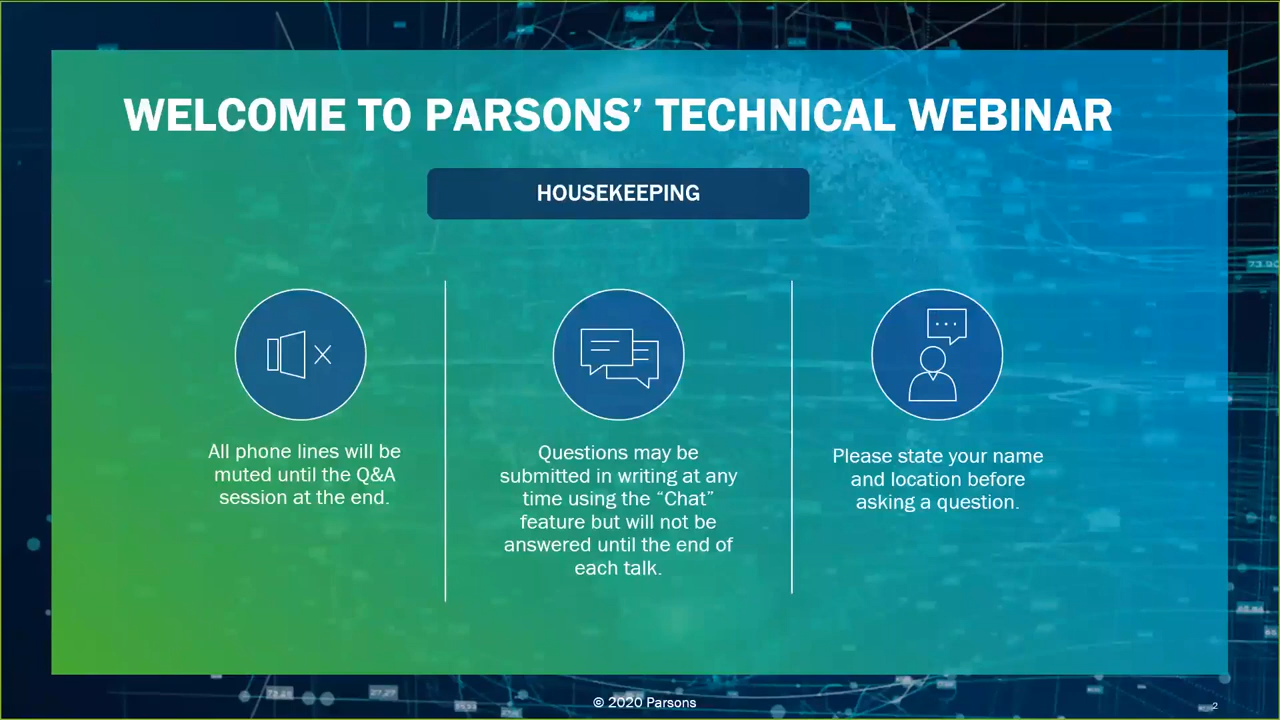 WELCOME TO PARSONS’ TECHNICAL WEBINAR
HOUSEKEEPING
All phone lines will be
muted until the Q&A
session at the end.
Questions may be
submitted in writing at any
time using the “Chat”
feature but will not be
answered until the end of
each talk.
Please state your name
and location before
asking a question.
© 2020 Parsons
2